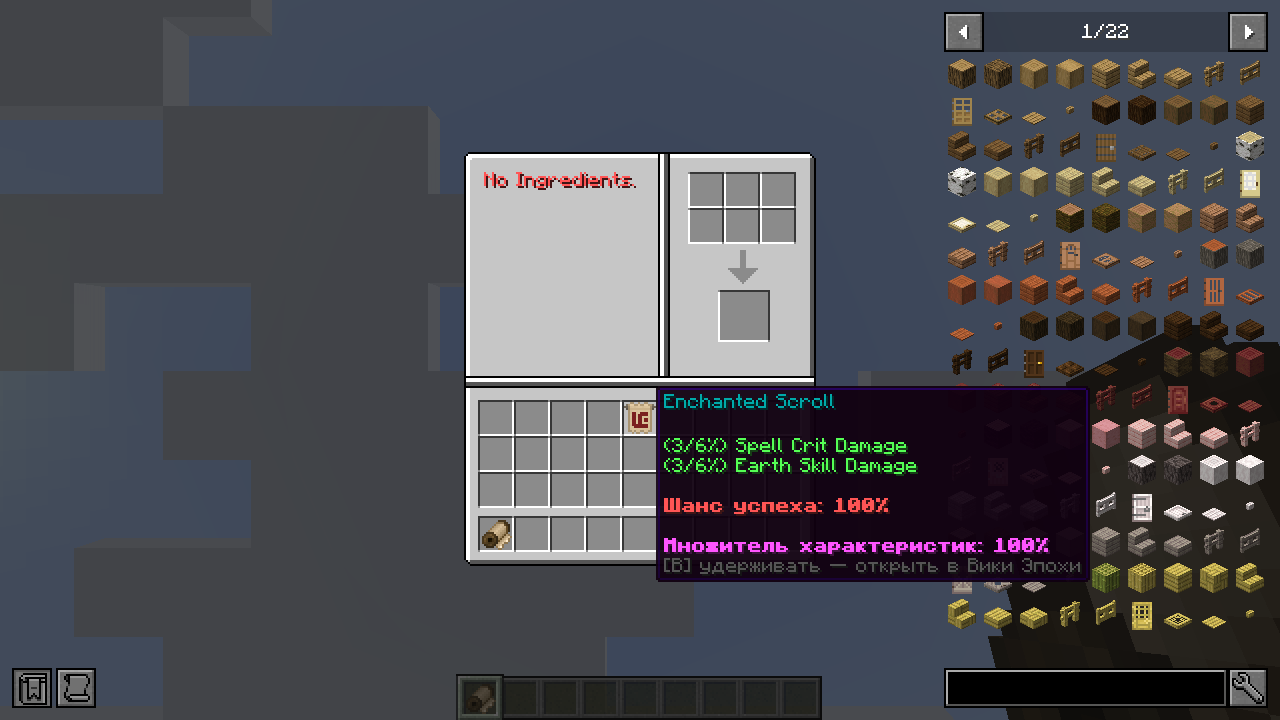 1/22
No Ingredients.
Enchanted Scroll
(3/6%) Spell Crit Damage
(3/6%) Earth Skill Damage
Шанс успеха: 100%
Множитель характеристик: 100%
[B] удерживать — открыть в Вики Эпохи